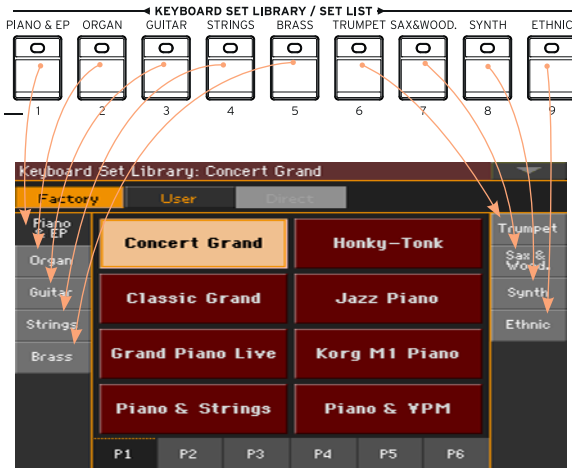 KEYBOARD SET LIBRARY / SET LIST
PIANO & EP ORGAN GUITAR STRINGS BRASS TRUMPET SAX&WOOD. SYNTH ETHNIC
1 2 3 4 5 6 7 8 9
Keyboard Set Library: Concert Grand
Factory User Direct
Piano & EP
Organ
Guitar
Strings
Brass
Concert Grand Honky-Tonk
Classic Grand Jazz Piano
Grand Piano Live Korg M1 Piano
Piano & Strings Piano & YPM
Trumpet
Sax & Wood.
Synth
Ethnic
P1 P2 P3 P4 P5 P6